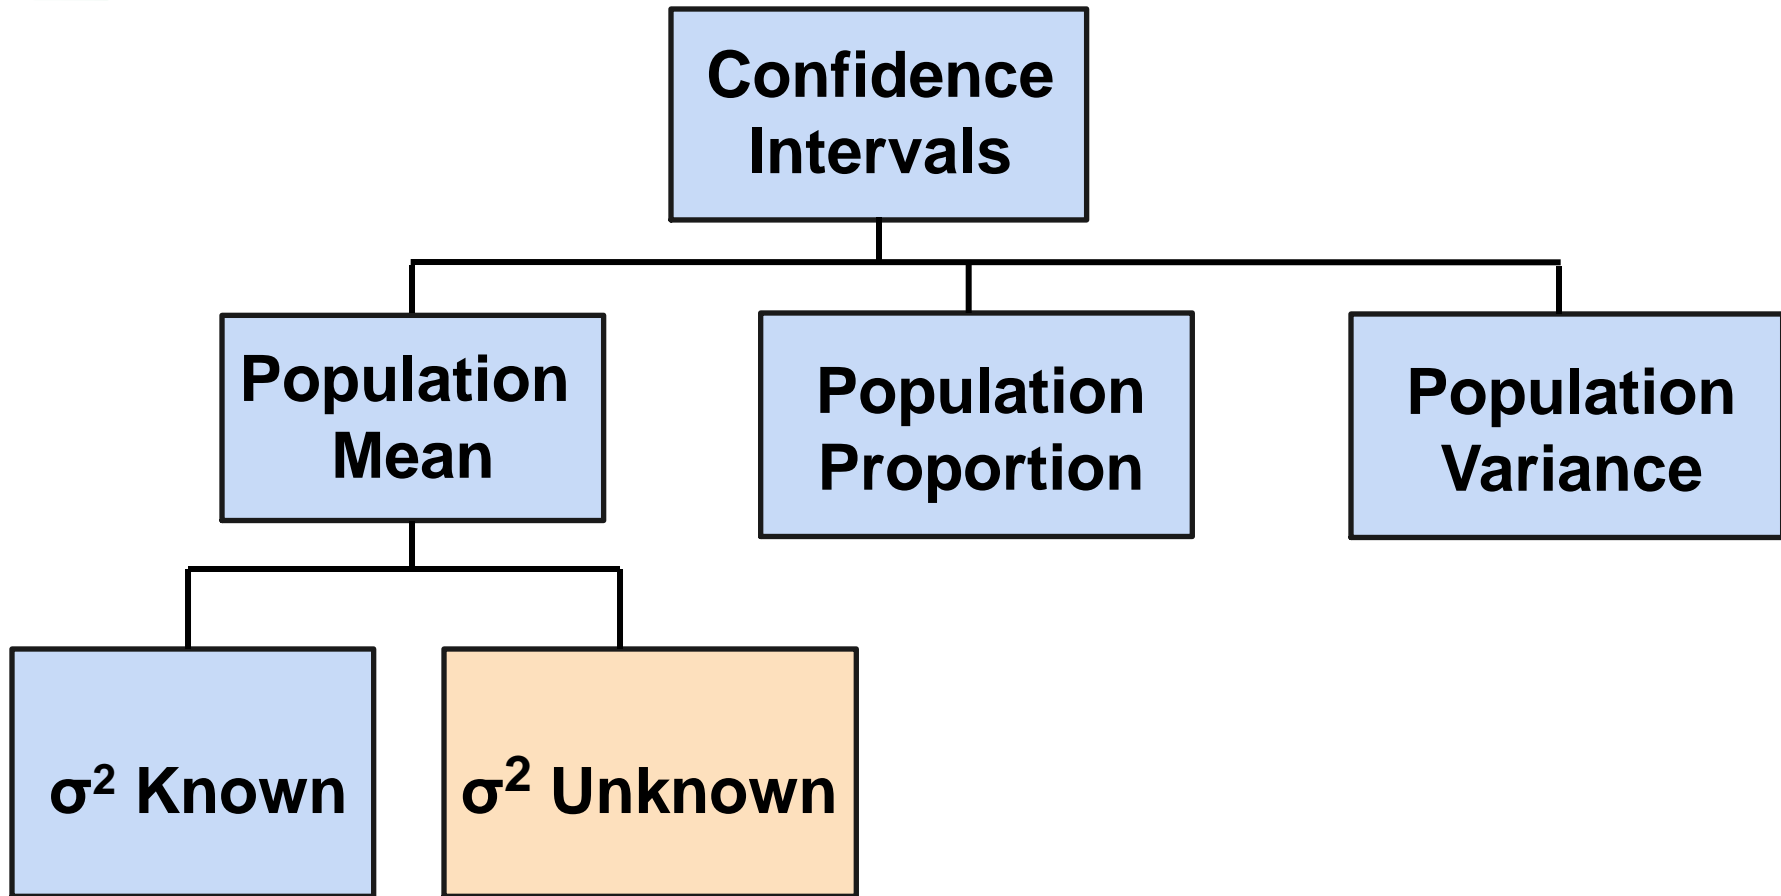 Confidence
Intervals
Population
Mean
Population
Proportion
Population
Variance
σ² Known
σ² Unknown